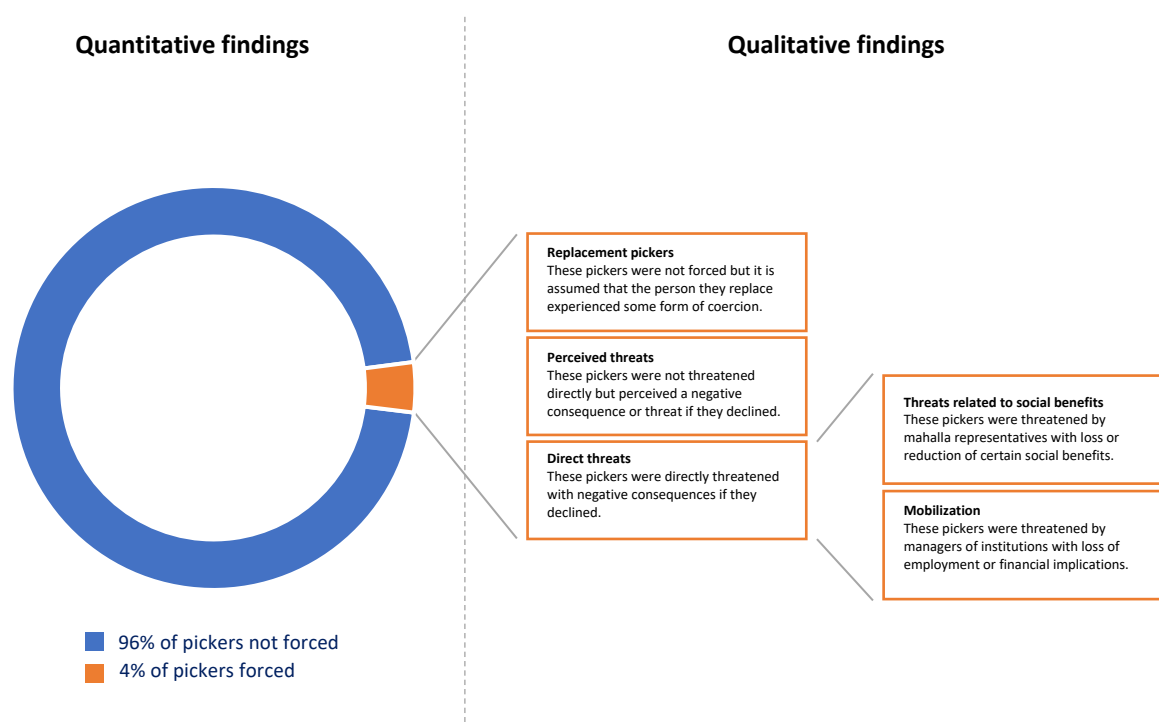 Quantitative findings
Qualitative findings
Replacement pickers
These pickers were not forced but it is
assumed that the person they replace
experienced some form of coercion.
Perceived threats
These pickers were not threatened
directly but perceived a negative
consequence or threat if they declined.
Direct threats
These pickers were directly threatened
with negative consequences if they
declined.
Threats related to social benefits
These pickers were threatened by
mahalla representatives with loss or
reduction of certain social benefits.
Mobilization
These pickers were threatened by
managers of institutions with loss of
employment or financial implications.
96% of pickers not forced
4% of pickers forced